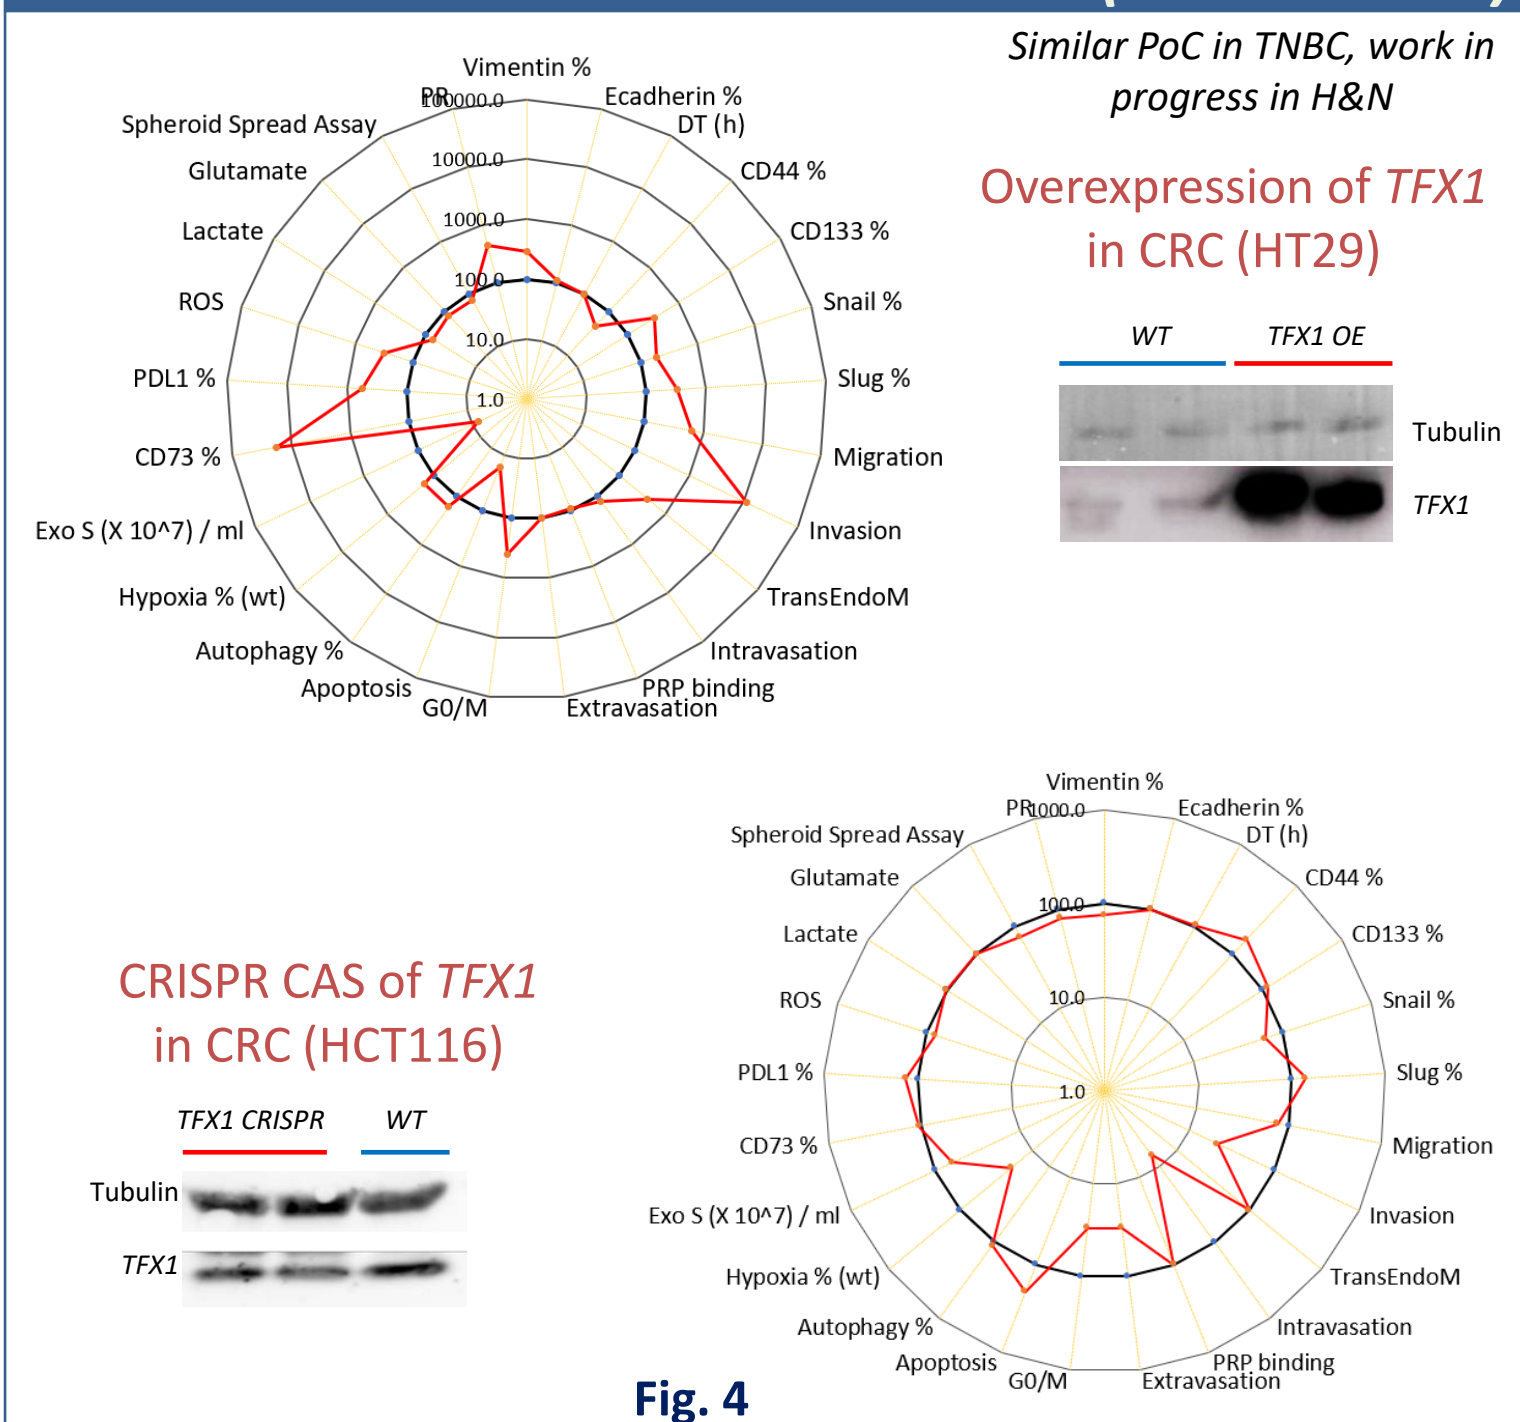 Similar PoC in TNBC, work in
progress in H&N
Overexpression of TFX1
in CRC (HT29)
WT
TFX1 OE
Tubulin
TFX1
Vimentin %
Ecadherin %
DT (h)
CD44 %
CD133 %
Snail %
Slug %
Migration
Invasion
TransEndoM
Intravasation
PRP binding
Extravasation
G0/M
Apoptosis
Autophagy %
Hypoxia % (wt)
Exo S (X 10^7) / ml
CD73 %
PDL1 %
ROS
Lactate
Glutamate
Spheroid Spread Assay
PR
100000.0
10000.0
1000.0
100.0
10.0
1.0
CRISPR CAS of TFX1
in CRC (HCT116)
TFX1 CRISPR
WT
Tubulin
TFX1
Vimentin %
Ecadherin %
DT (h)
CD44 %
CD133 %
Snail %
Slug %
Migration
Invasion
TransEndoM
Intravasation
PRP binding
Extravasation
G0/M
Apoptosis
Autophagy %
Hypoxia % (wt)
Exo S (X 10^7) / ml
CD73 %
PDL1 %
ROS
Lactate
Glutamate
Spheroid Spread Assay
PR
1000.0
100.0
10.0
1.0
Fig. 4